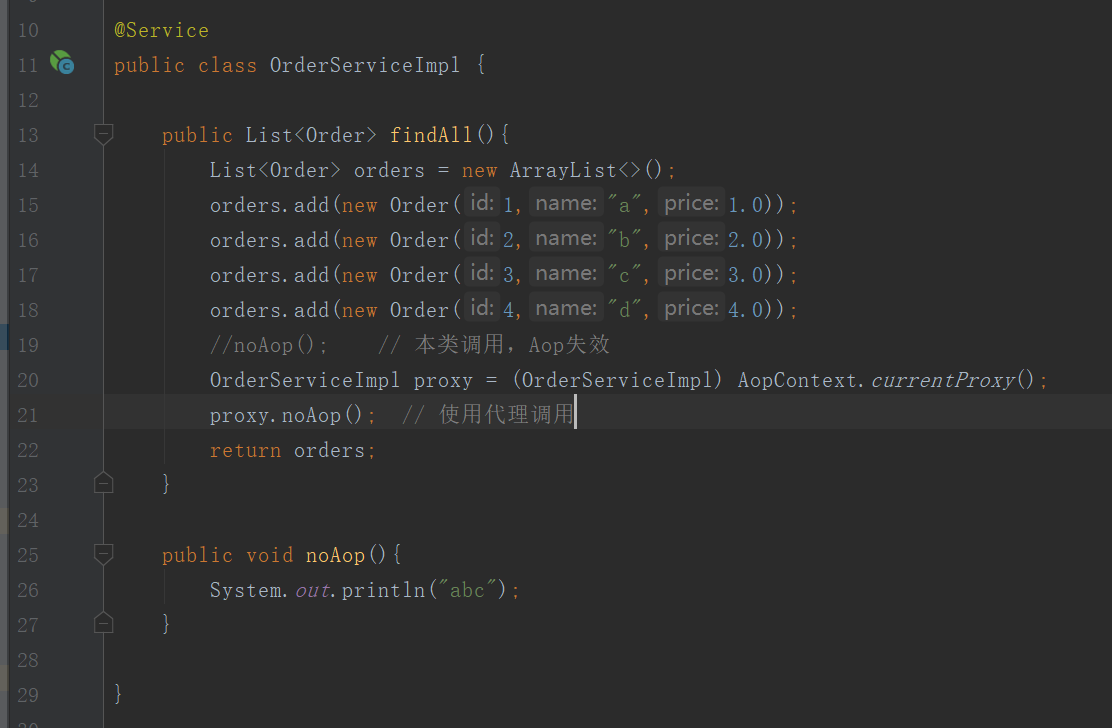 10 @Service
11 public class OrderServiceImpl {
12
13 public List<Order> findAll(){
14 List<Order> orders = new ArrayList<>();
15 orders.add(new Order( id: 1, name: "a", price: 1.0));
16 orders.add(new Order( id: 2, name: "b", price: 2.0));
17 orders.add(new Order( id: 3, name: "c", price: 3.0));
18 orders.add(new Order( id: 4, name: "d", price: 4.0));
19 //noAop(); // 本类调用，Aop失效
20 OrderServiceImpl proxy = (OrderServiceImpl) AopContext.currentProxy();
21 proxy.noAop(); // 使用代理调用
22 return orders;
23 }
24
25 public void noAop(){
26 System.out.println("abc");
27 }
28
29 }